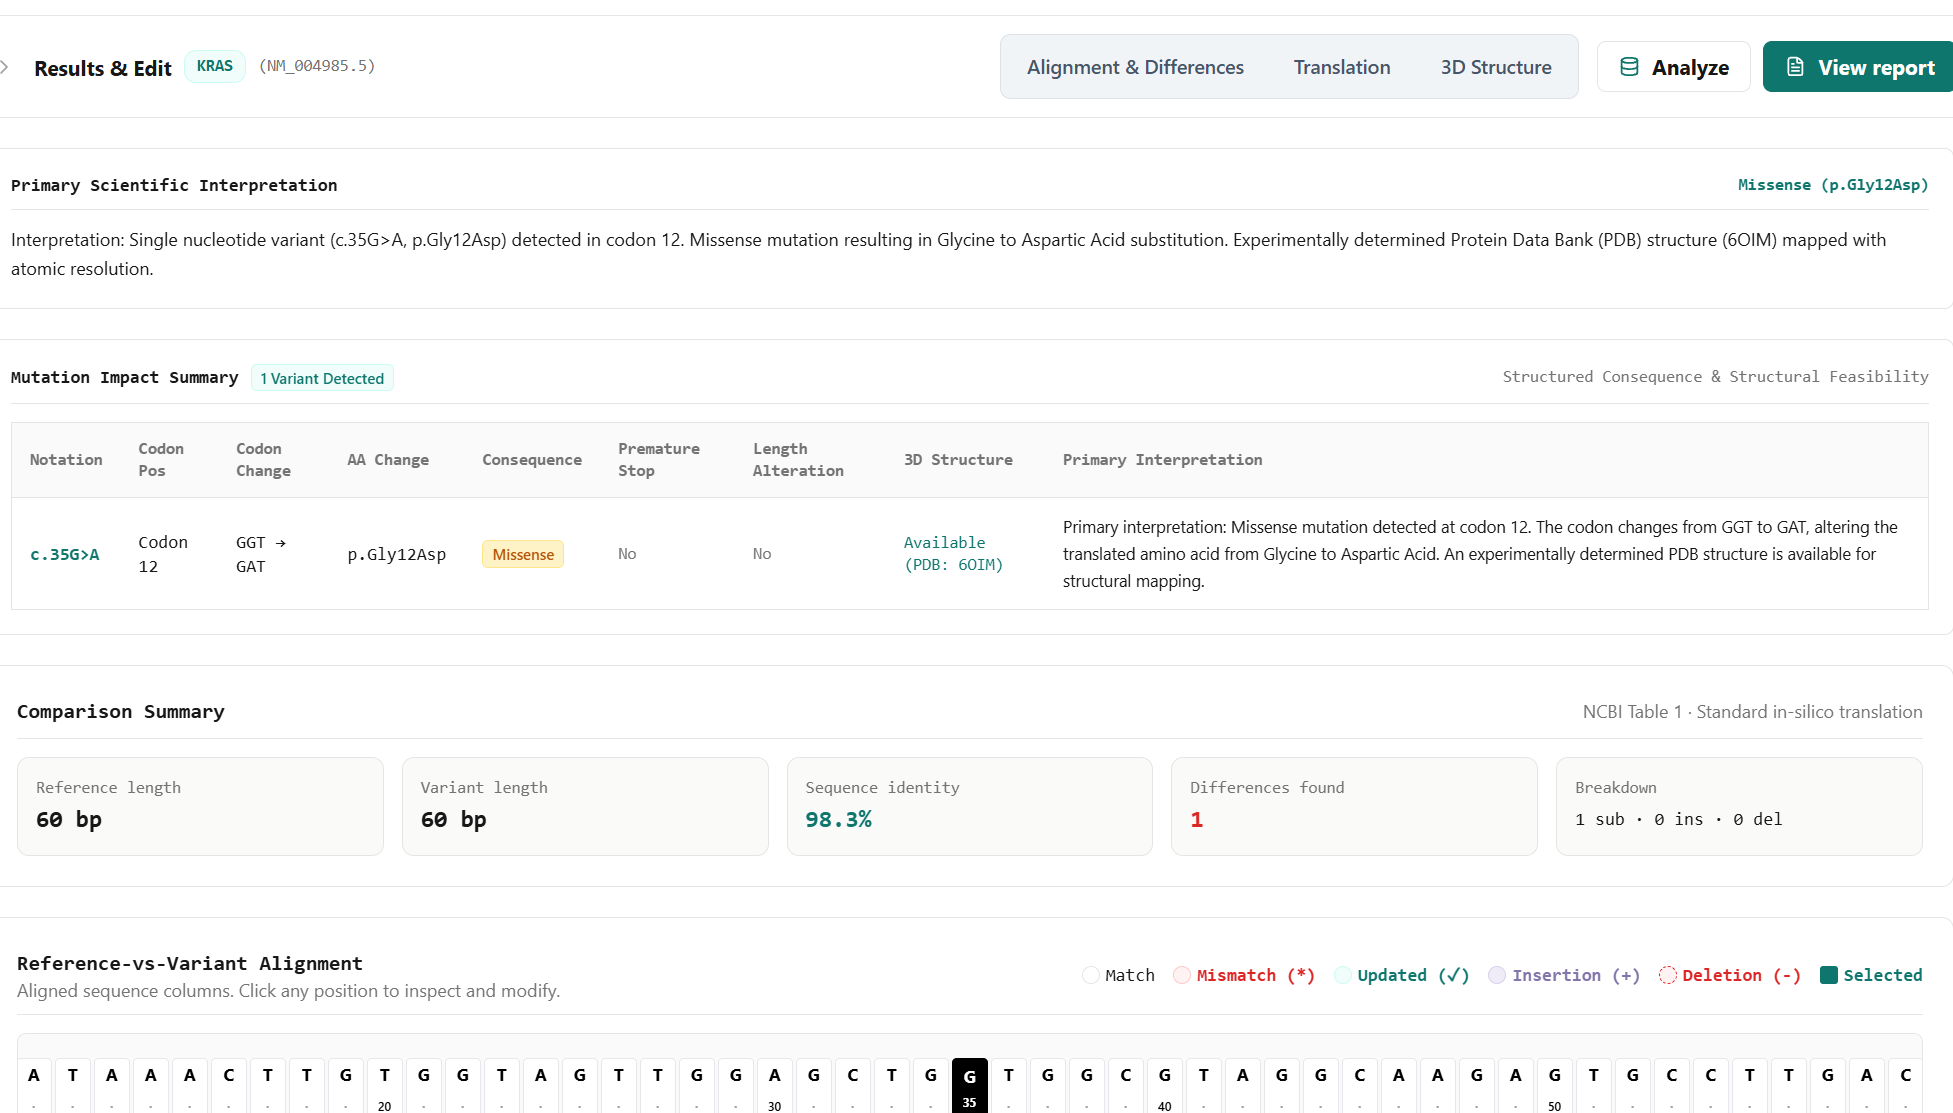 Results & Edit KRAS (NM_004985.5) Alignment & Differences Translation 3D Structure Analyze View report
Primary Scientific Interpretation Missense (p.Gly12Asp)
Interpretation: Single nucleotide variant (c.35G>A, p.Gly12Asp) detected in codon 12. Missense mutation resulting in Glycine to Aspartic Acid substitution. Experimentally determined Protein Data Bank (PDB) structure (6OIM) mapped with
atomic resolution.
Mutation Impact Summary 1 Variant Detected Structured Consequence & Structural Feasibility
Notation Codon Pos Codon Change AA Change Consequence Premature Stop Length Alteration 3D Structure Primary Interpretation
c.35G>A Codon 12 GGT → GAT p.Gly12Asp Missense No No Available (PDB: 6OIM)
Primary interpretation: Missense mutation detected at codon 12. The codon changes from GGT to GAT, altering the
translated amino acid from Glycine to Aspartic Acid. An experimentally determined PDB structure is available for
structural mapping.
Comparison Summary NCBI Table 1 · Standard in-silico translation
Reference length Variant length Sequence identity Differences found Breakdown
60 bp 60 bp 98.3% 1 1 sub · 0 ins · 0 del
Reference-vs-Variant Alignment
Match Mismatch (*) Updated (✓) Insertion (+) Deletion (-) Selected
Aligned sequence columns. Click any position to inspect and modify.
A T A A A C T T G T G G T A G T T G G A G C T G G T G G C G T A G G C A A G A G T G C C T T G A C
20 30 35 40 50